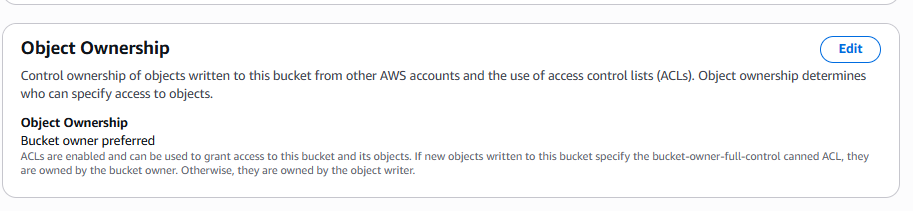 Object Ownership
Edit
Control ownership of objects written to this bucket from other AWS accounts and the use of access control lists (ACLs). Object ownership determines
who can specify access to objects.
Object Ownership
Bucket owner preferred
ACLs are enabled and can be used to grant access to this bucket and its objects. If new objects written to this bucket specify the bucket-owner-full-control canned ACL, they
are owned by the bucket owner. Otherwise, they are owned by the object writer.